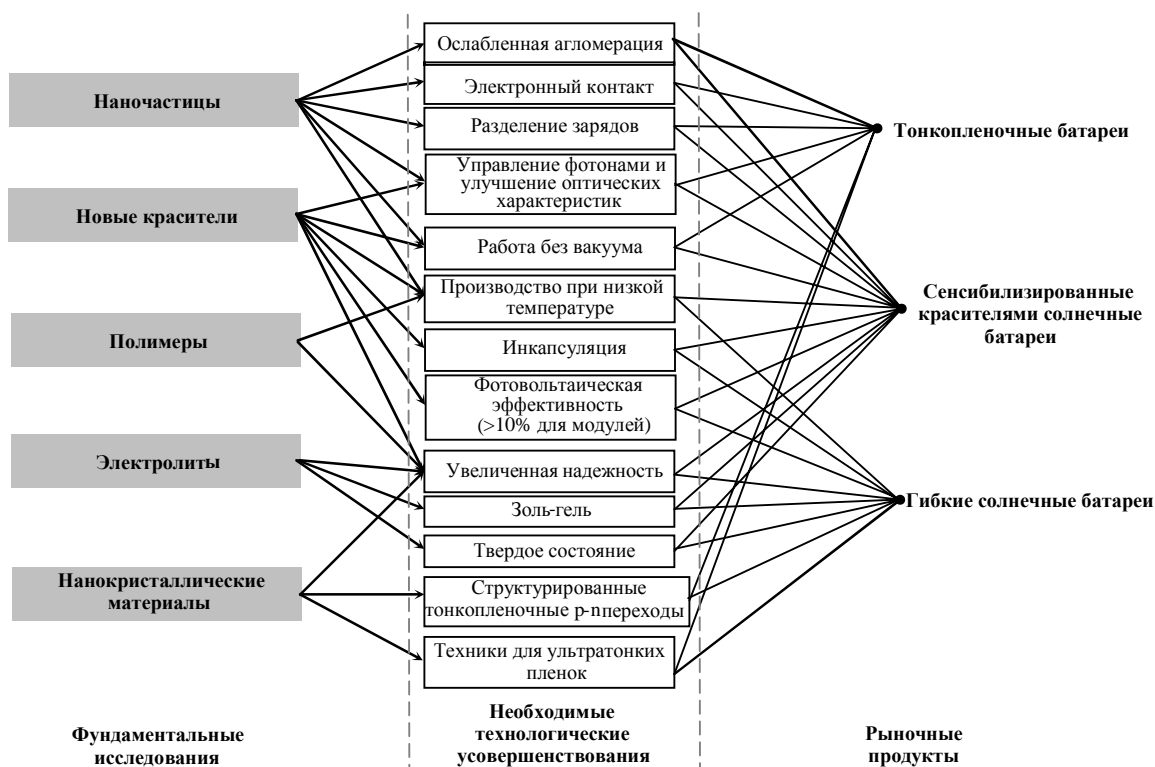 Наночастицы
Новые красители
Полимеры
Электролиты
Нанокристаллические
материалы
Фундаментальные
исследования
Ослабленная агломерация
Электронный контакт
Разделение зарядов
Управление фотонами и
улучшение оптических
характеристик
Работа без вакуума
Производство при низкой
температуре
Инкапсуляция
Фотовольтаическая
эффективность
(>10% для модулей)
Увеличенная надежность
Золь-гель
Твердое состояние
Структурированные
тонкопленочные p-nпереходы
Техники для ультратонких
пленок
Необходимые
технологические
усовершенствования
Тонкопленочные батареи
Сенсибилизированные
красителями солнечные
батареи
Гибкие солнечные батареи
Рыночные
продукты